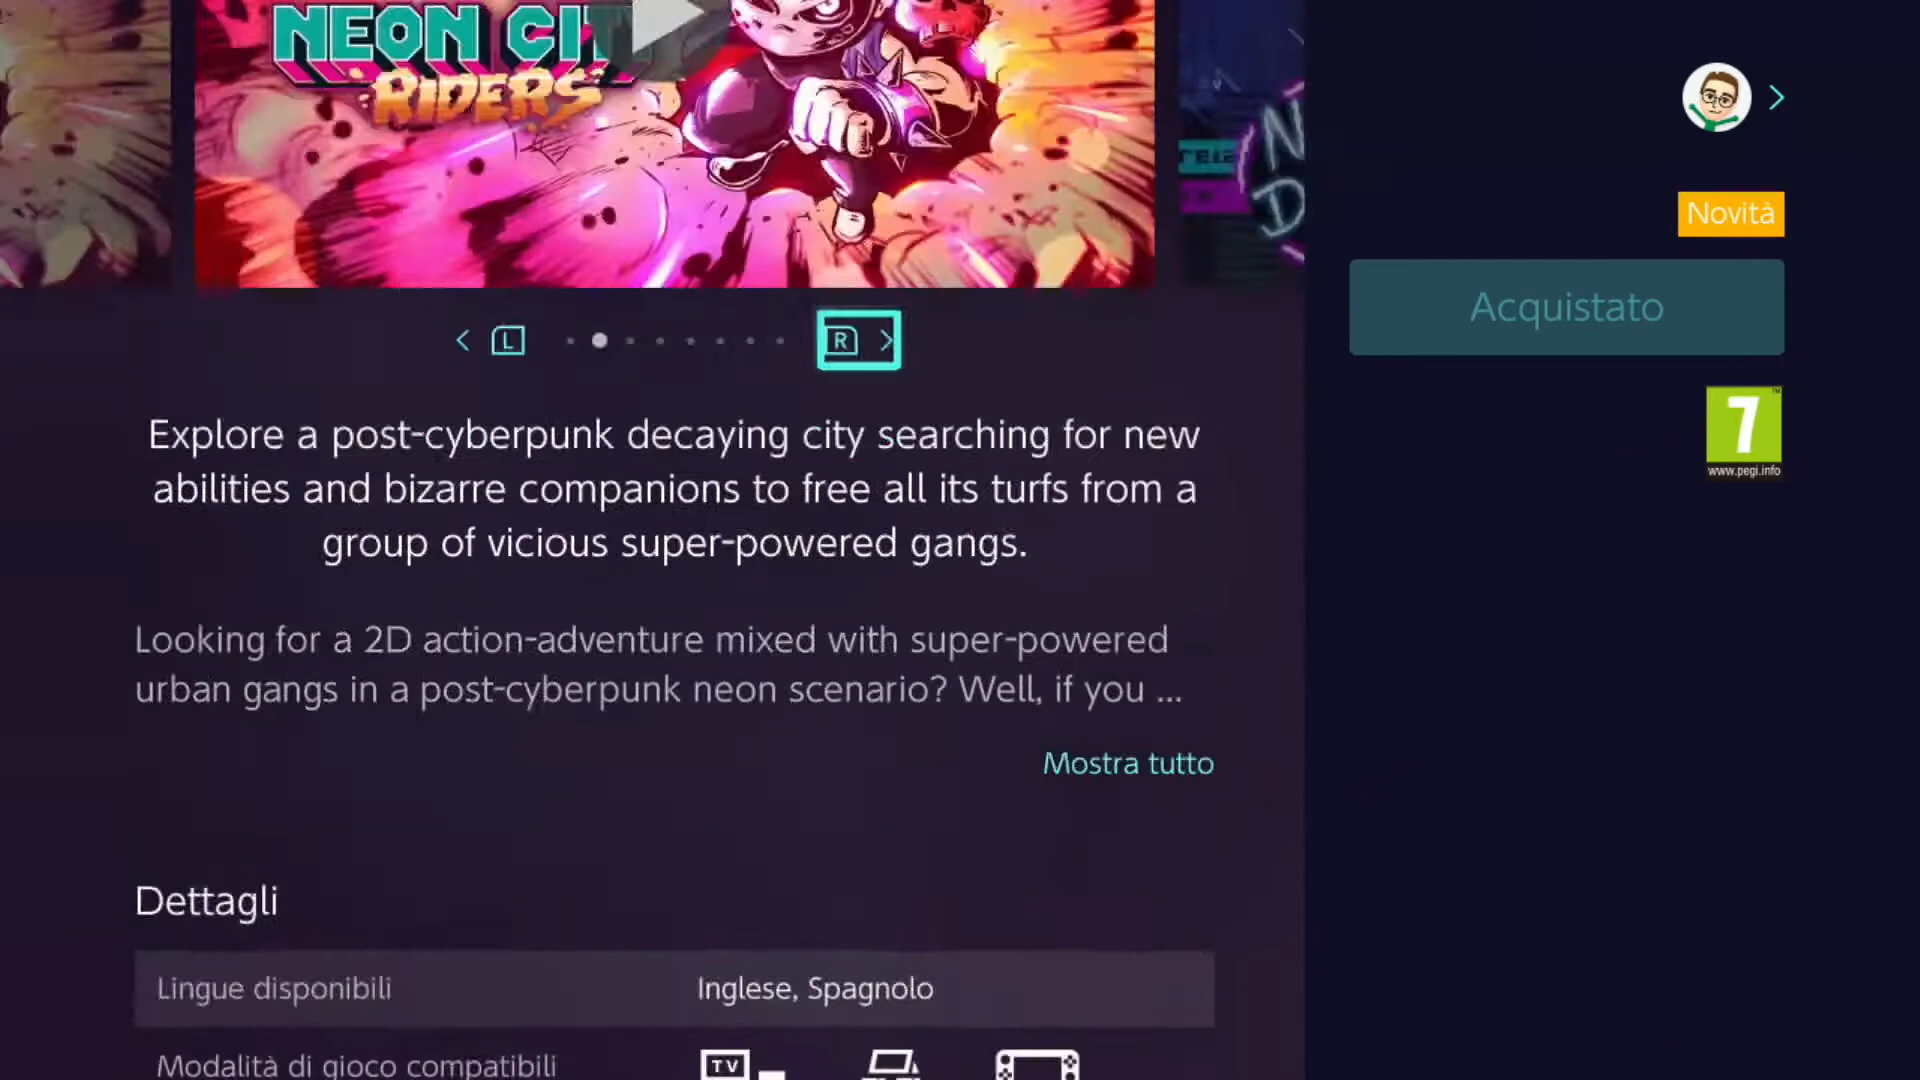 NEON CIT
RIDERS
Novità
Acquistato
L
R
7
www.pegi.info
Explore a post-cyberpunk decaying city searching for new
abilities and bizarre companions to free all its turfs from a
group of vicious super-powered gangs.
Looking for a 2D action-adventure mixed with super-powered
urban gangs in a post-cyberpunk neon scenario? Well, if you ...
Mostra tutto
Dettagli
Lingue disponibili Inglese, Spagnolo
Modalità di gioco compatibili TV